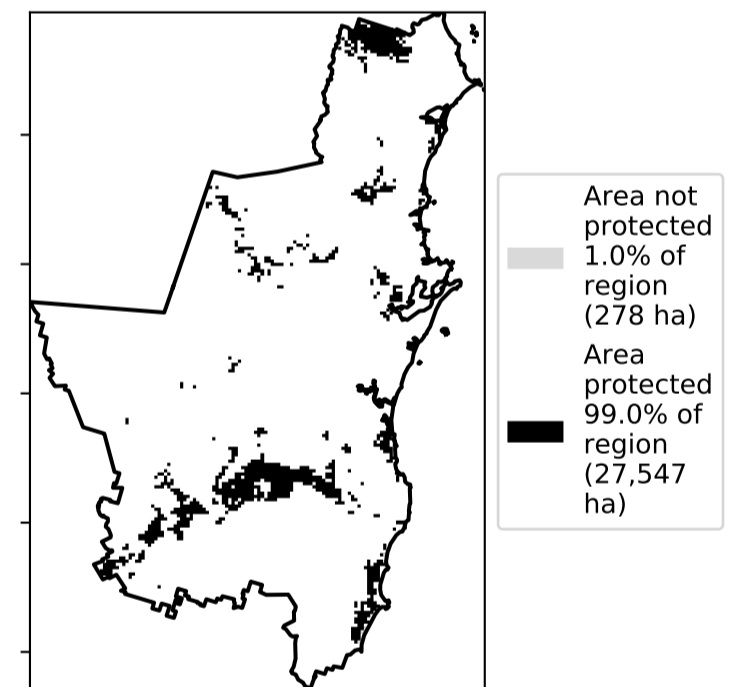 Area not
protected
1.0% of
region
(278 ha)
Area
protected
99.0% of
region
(27,547
ha)